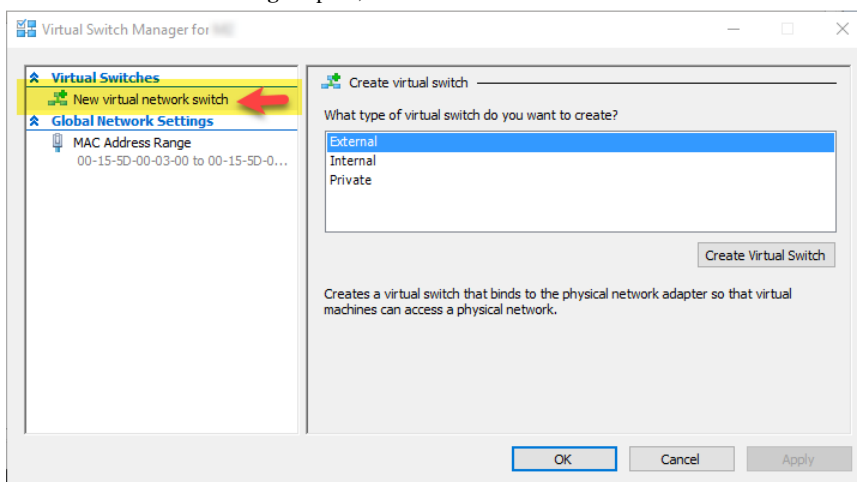 Virtual Switch Manager for
Virtual Switches
New virtual network switch
Global Network Settings
MAC Address Range
00-15-5D-00-03-00 to 00-15-5D-0...
Create virtual switch
What type of virtual switch do you want to create?
External
Internal
Private
Create Virtual Switch
Creates a virtual switch that binds to the physical network adapter so that virtual
machines can access a physical network.
OK
Cancel
Apply